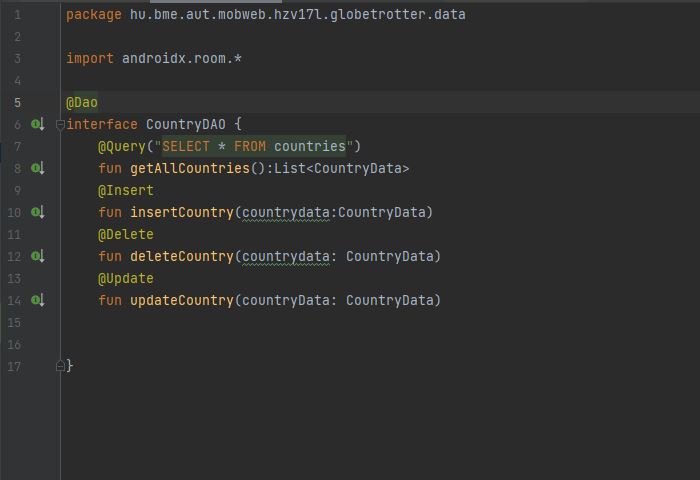 1 package hu.bme.aut.mobweb.hzv17l.globetrotter.data
2
3 import androidx.room.*
4
5 @Dao
6 interface CountryDAO {
7 @Query("SELECT * FROM countries")
8 fun getAllCountries():List<CountryData>
9 @Insert
10 fun insertCountry(countrydata:CountryData)
11 @Delete
12 fun deleteCountry(countrydata: CountryData)
13 @Update
14 fun updateCountry(countryData: CountryData)
15
16
17 }